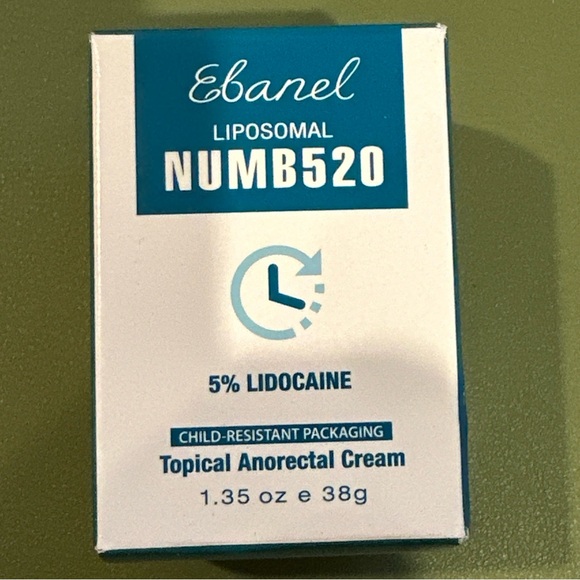 Ebanel
LIPOSOMAL
NUMB520
5% LIDOCAINE
CHILD-RESISTANT PACKAGING
Topical Anorectal Cream
1.35 oz e 38g